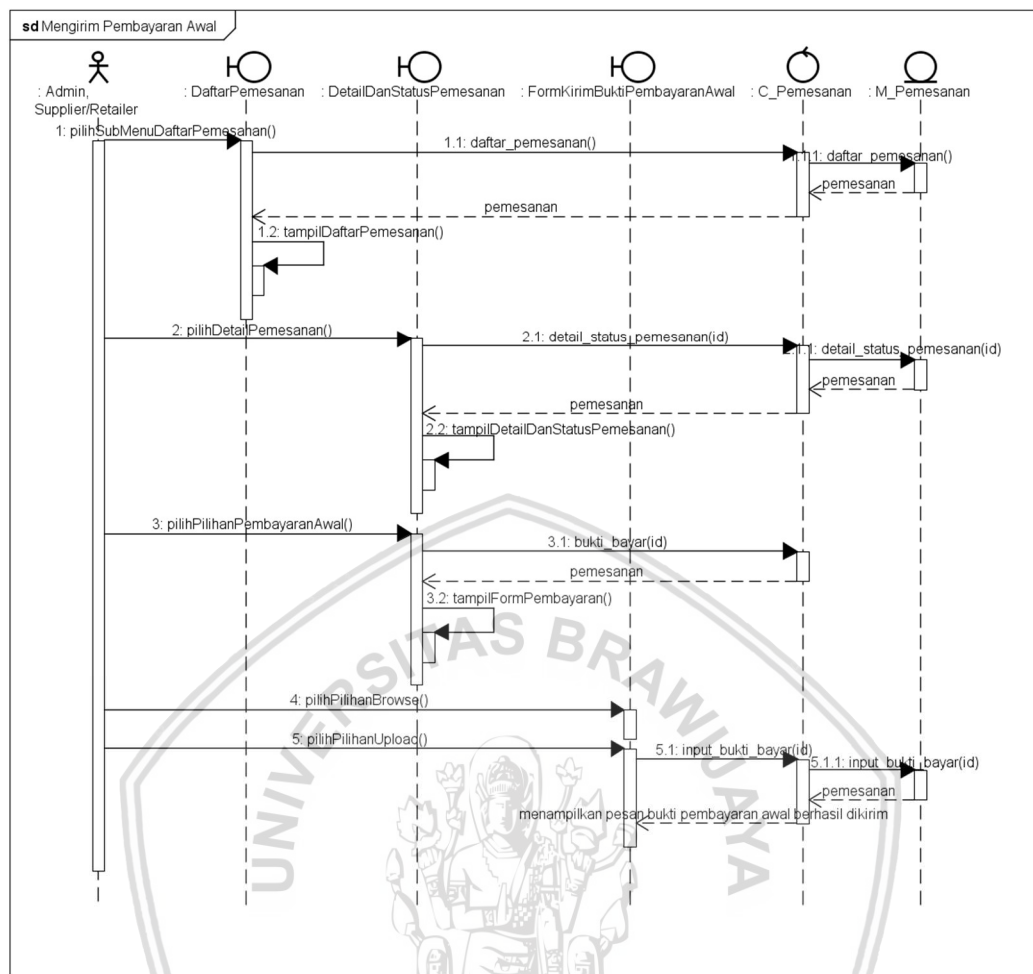 sd Mengirim Pembayaran Awal
: Admin,
Supplier/Retailer
: DaftarPemesanan
: DetailDanStatusPemesanan
: FormKirimBuktiPembayaranAwal
: C_Pemesanan
: M_Pemesanan
1: pilihSubMenuDaftarPemesanan()
1.1: daftar_pemesanan()
1.1.1: daftar_pemesanan()
pemesanan
pemesanan
1.2: tampilDaftarPemesanan()
2: pilihDetailPemesanan()
2.1: detail_status_pemesanan(id)
2.1.1: detail_status_pemesanan(id)
pemesanan
pemesanan
2.2: tampilDetailDanStatusPemesanan()
3: pilihPilihanPembayaranAwal()
3.1: bukti_bayar(id)
pemesanan
3.2: tampilFormPembayaran()
4: pilihPilihanBrowse()
5: pilihPilihanUpload()
5.1: input_bukti_bayar(id)
5.1.1: input_bukti_bayar(id)
pemesanan
menampilkan pesan bukti pembayaran awal berhasil dikirim
UNIVERSITAS BRAWIJAYA